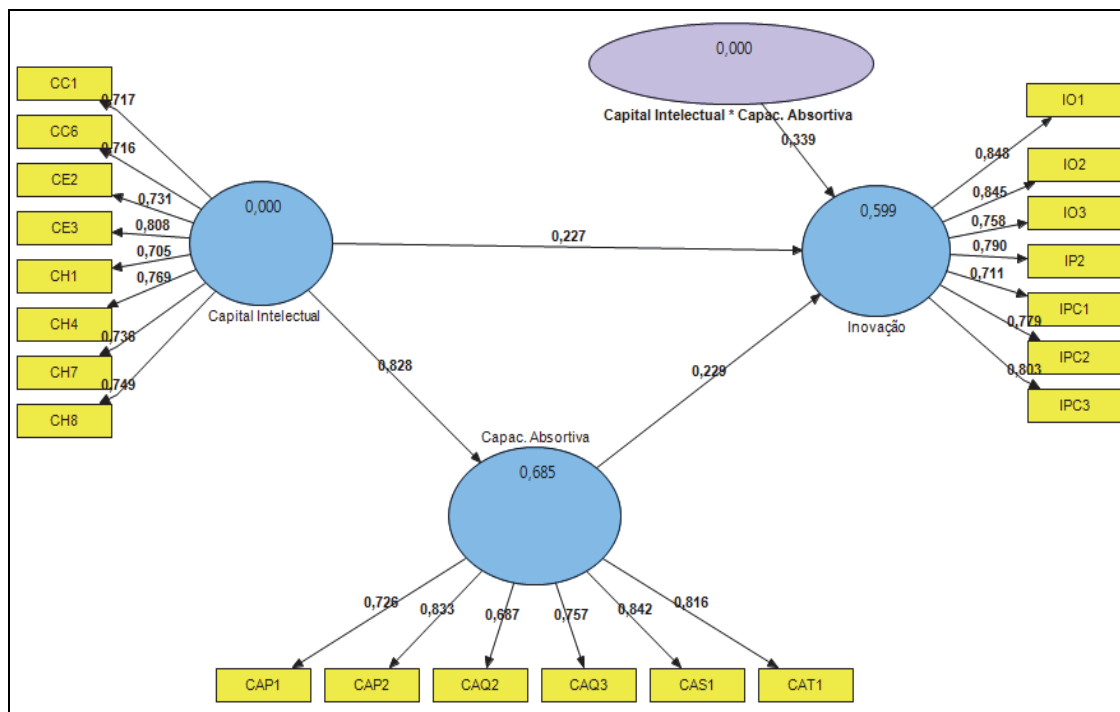 0,000
Capital Intelectual * Capac. Absortiva
0,339
CC1
0,717
CC6
0,716
CE2
0,731
CE3
0,808
CH1
0,705
CH4
0,769
CH7
0,736
CH8
0,749
0,000
Capital Intelectual
0,227
0,828
0,229
0,599
Inovação
IO1
0,848
IO2
0,845
IO3
0,758
IP2
0,790
IPC1
0,711
IPC2
0,779
IPC3
0,803
Capac. Absortiva
0,685
0,726
0,833
0,687
0,757
0,842
0,816
CAP1
CAP2
CAQ2
CAQ3
CAS1
CAT1